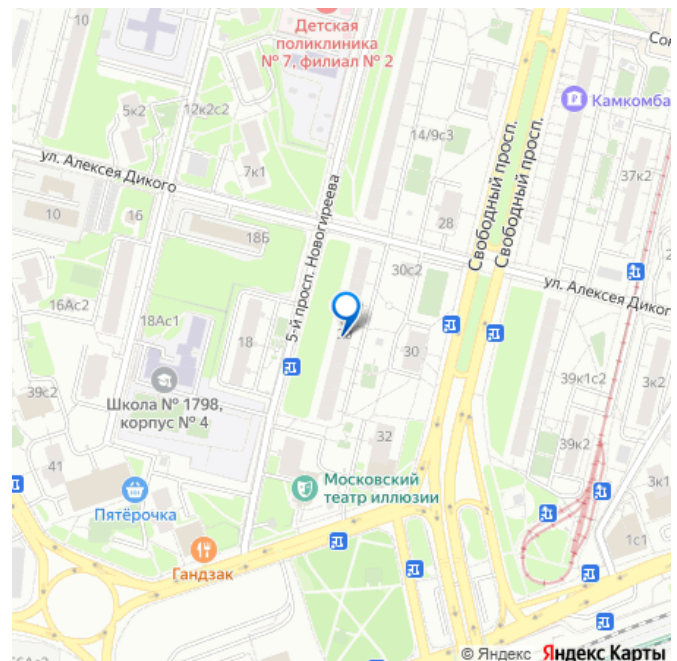 Детская
поликлиника
№ 7, филиал № 2
10
Сою
5к2
12к2с2
14/9с3
Камкомба
7к1
37к2
ул. Алексея Дикого
10
16
18Б
28
5-й просп. Новогиреева
Свободный просп.
Свободный просп.
30с2
ул. Алексея Диког
16Ас2
18Ас1
18
30
Школа № 1798,
корпус № 4
39с2
39к1с2
3к2
41
32
39к2
Московский
театр иллюзии
3к1
Пятёрочка
Гандзак
1с1
© Яндекс Яндекс Карты